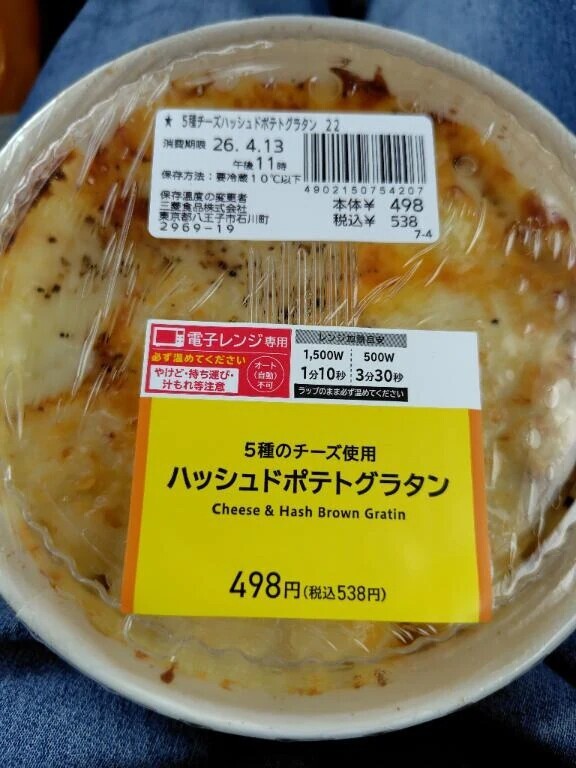 ★ 5種チーズハッシュドポテトグラタン 22
消費期限 26. 4.13
午後11時
保存方法：要冷蔵10℃以下
4902150754207
保存温度の変更者
三菱食品株式会社
東京都八王子市石川町
2969-19
本体¥ 498
税込¥ 538
7-4
電子レンジ専用
必ず温めてください
やけど・持ち運び・
汁もれ等注意
オート
(自動)
不可
レンジ加熱目安
1,500W 500W
1分10秒 3分30秒
ラップのまま必ず温めてください
5種のチーズ使用
ハッシュドポテトグラタン
Cheese & Hash Brown Gratin
498円(税込538円)